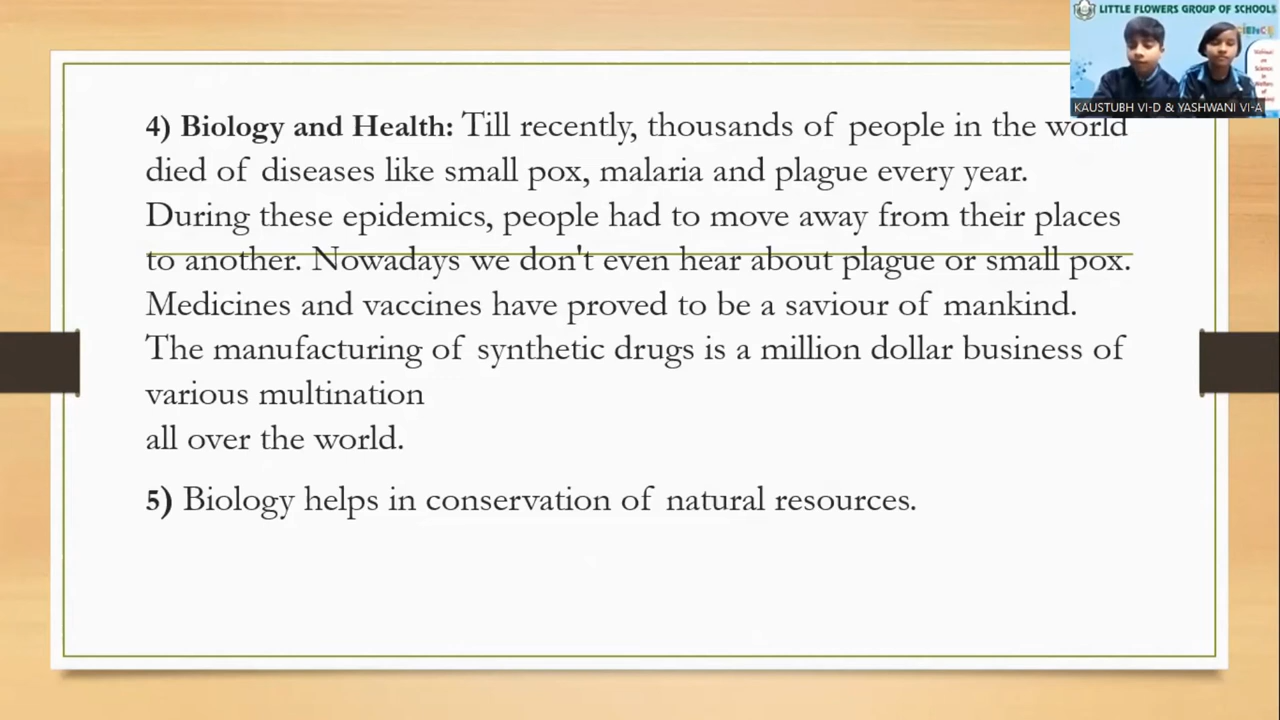 LITTLE FLOWERS GROUP OF SCHOOLS
KAUSTUBH VI-D & YASHWANI VI-A
4) Biology and Health: Till recently, thousands of people in the world
died of diseases like small pox, malaria and plague every year.
During these epidemics, people had to move away from their places
to another. Nowadays we don't even hear about plague or small pox.
Medicines and vaccines have proved to be a saviour of mankind.
The manufacturing of synthetic drugs is a million dollar business of
various multination
all over the world.
5) Biology helps in conservation of natural resources.